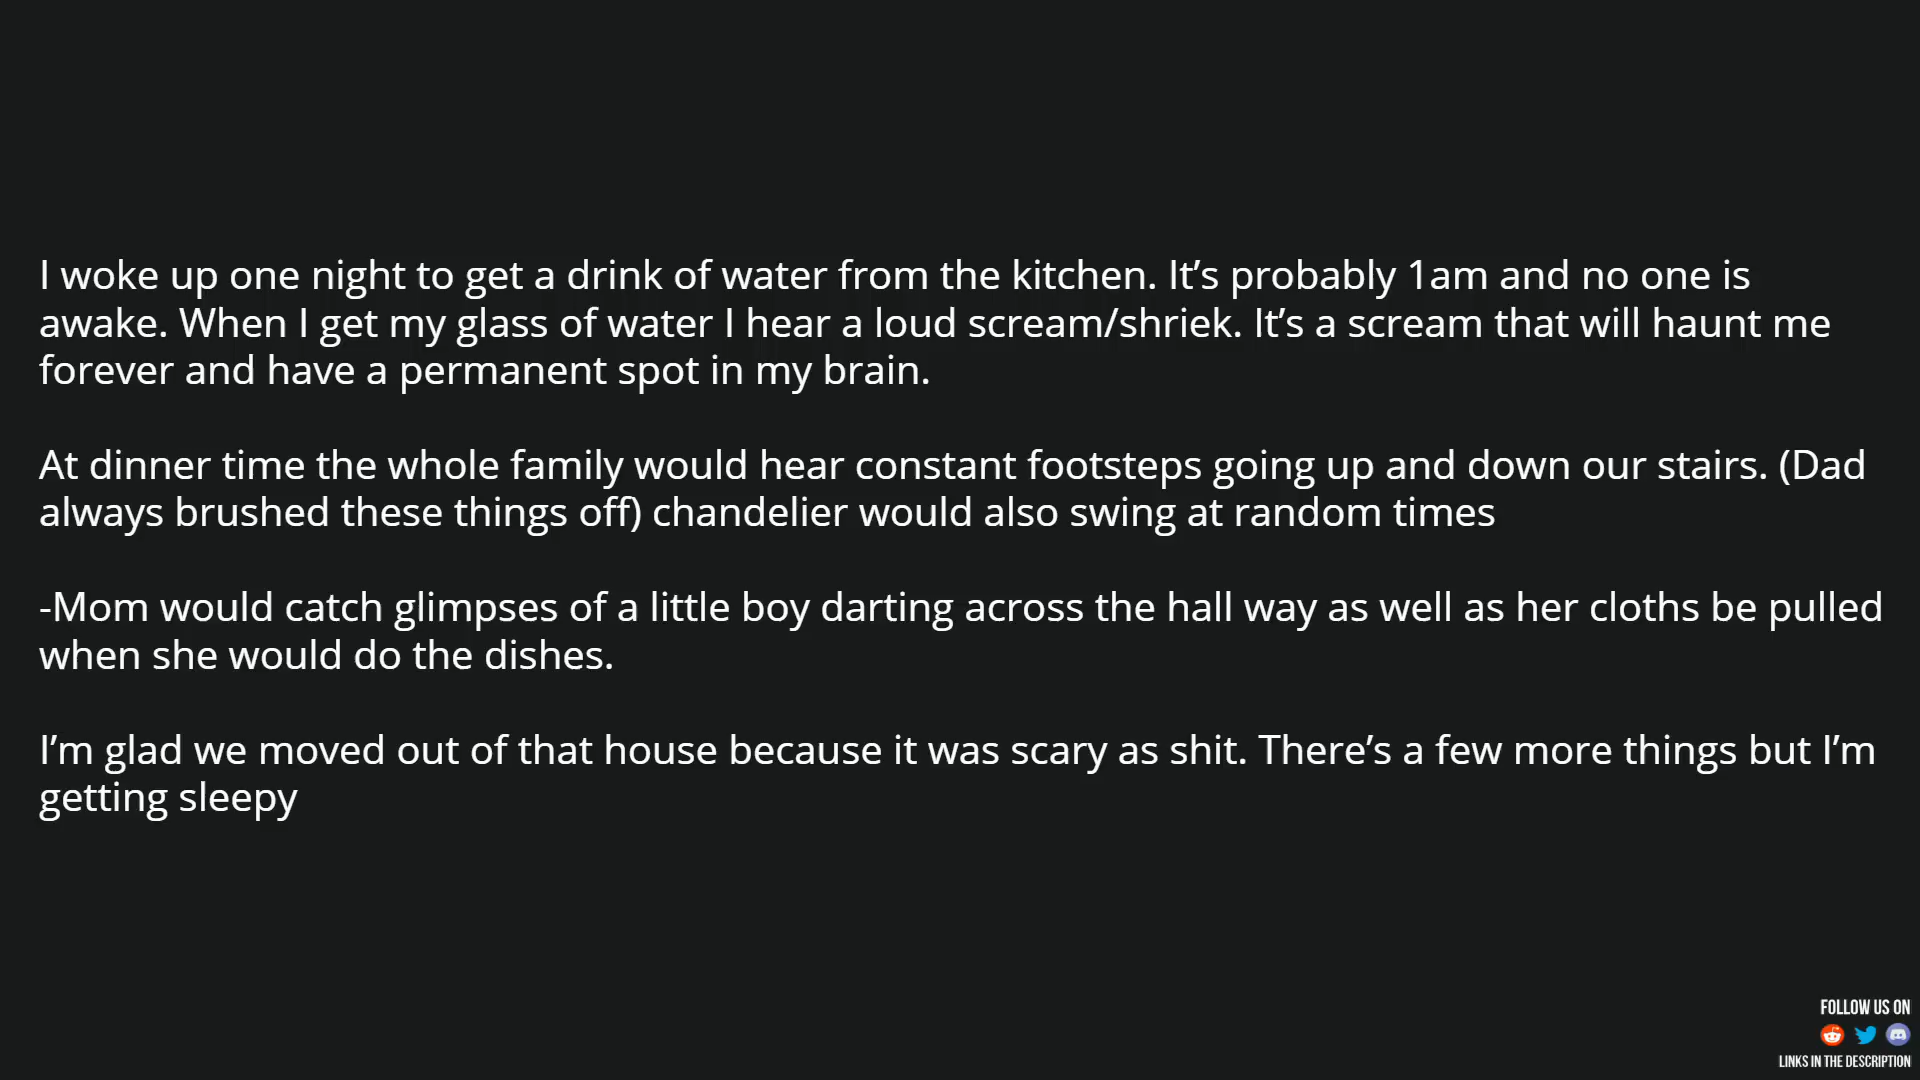 I woke up one night to get a drink of water from the kitchen. It’s probably 1am and no one is
awake. When I get my glass of water I hear a loud scream/shriek. It’s a scream that will haunt me
forever and have a permanent spot in my brain.
At dinner time the whole family would hear constant footsteps going up and down our stairs. (Dad
always brushed these things off) chandelier would also swing at random times
-Mom would catch glimpses of a little boy darting across the hall way as well as her cloths be pulled
when she would do the dishes.
I’m glad we moved out of that house because it was scary as shit. There’s a few more things but I’m
getting sleepy
FOLLOW US ON
LINKS IN THE DESCRIPTION